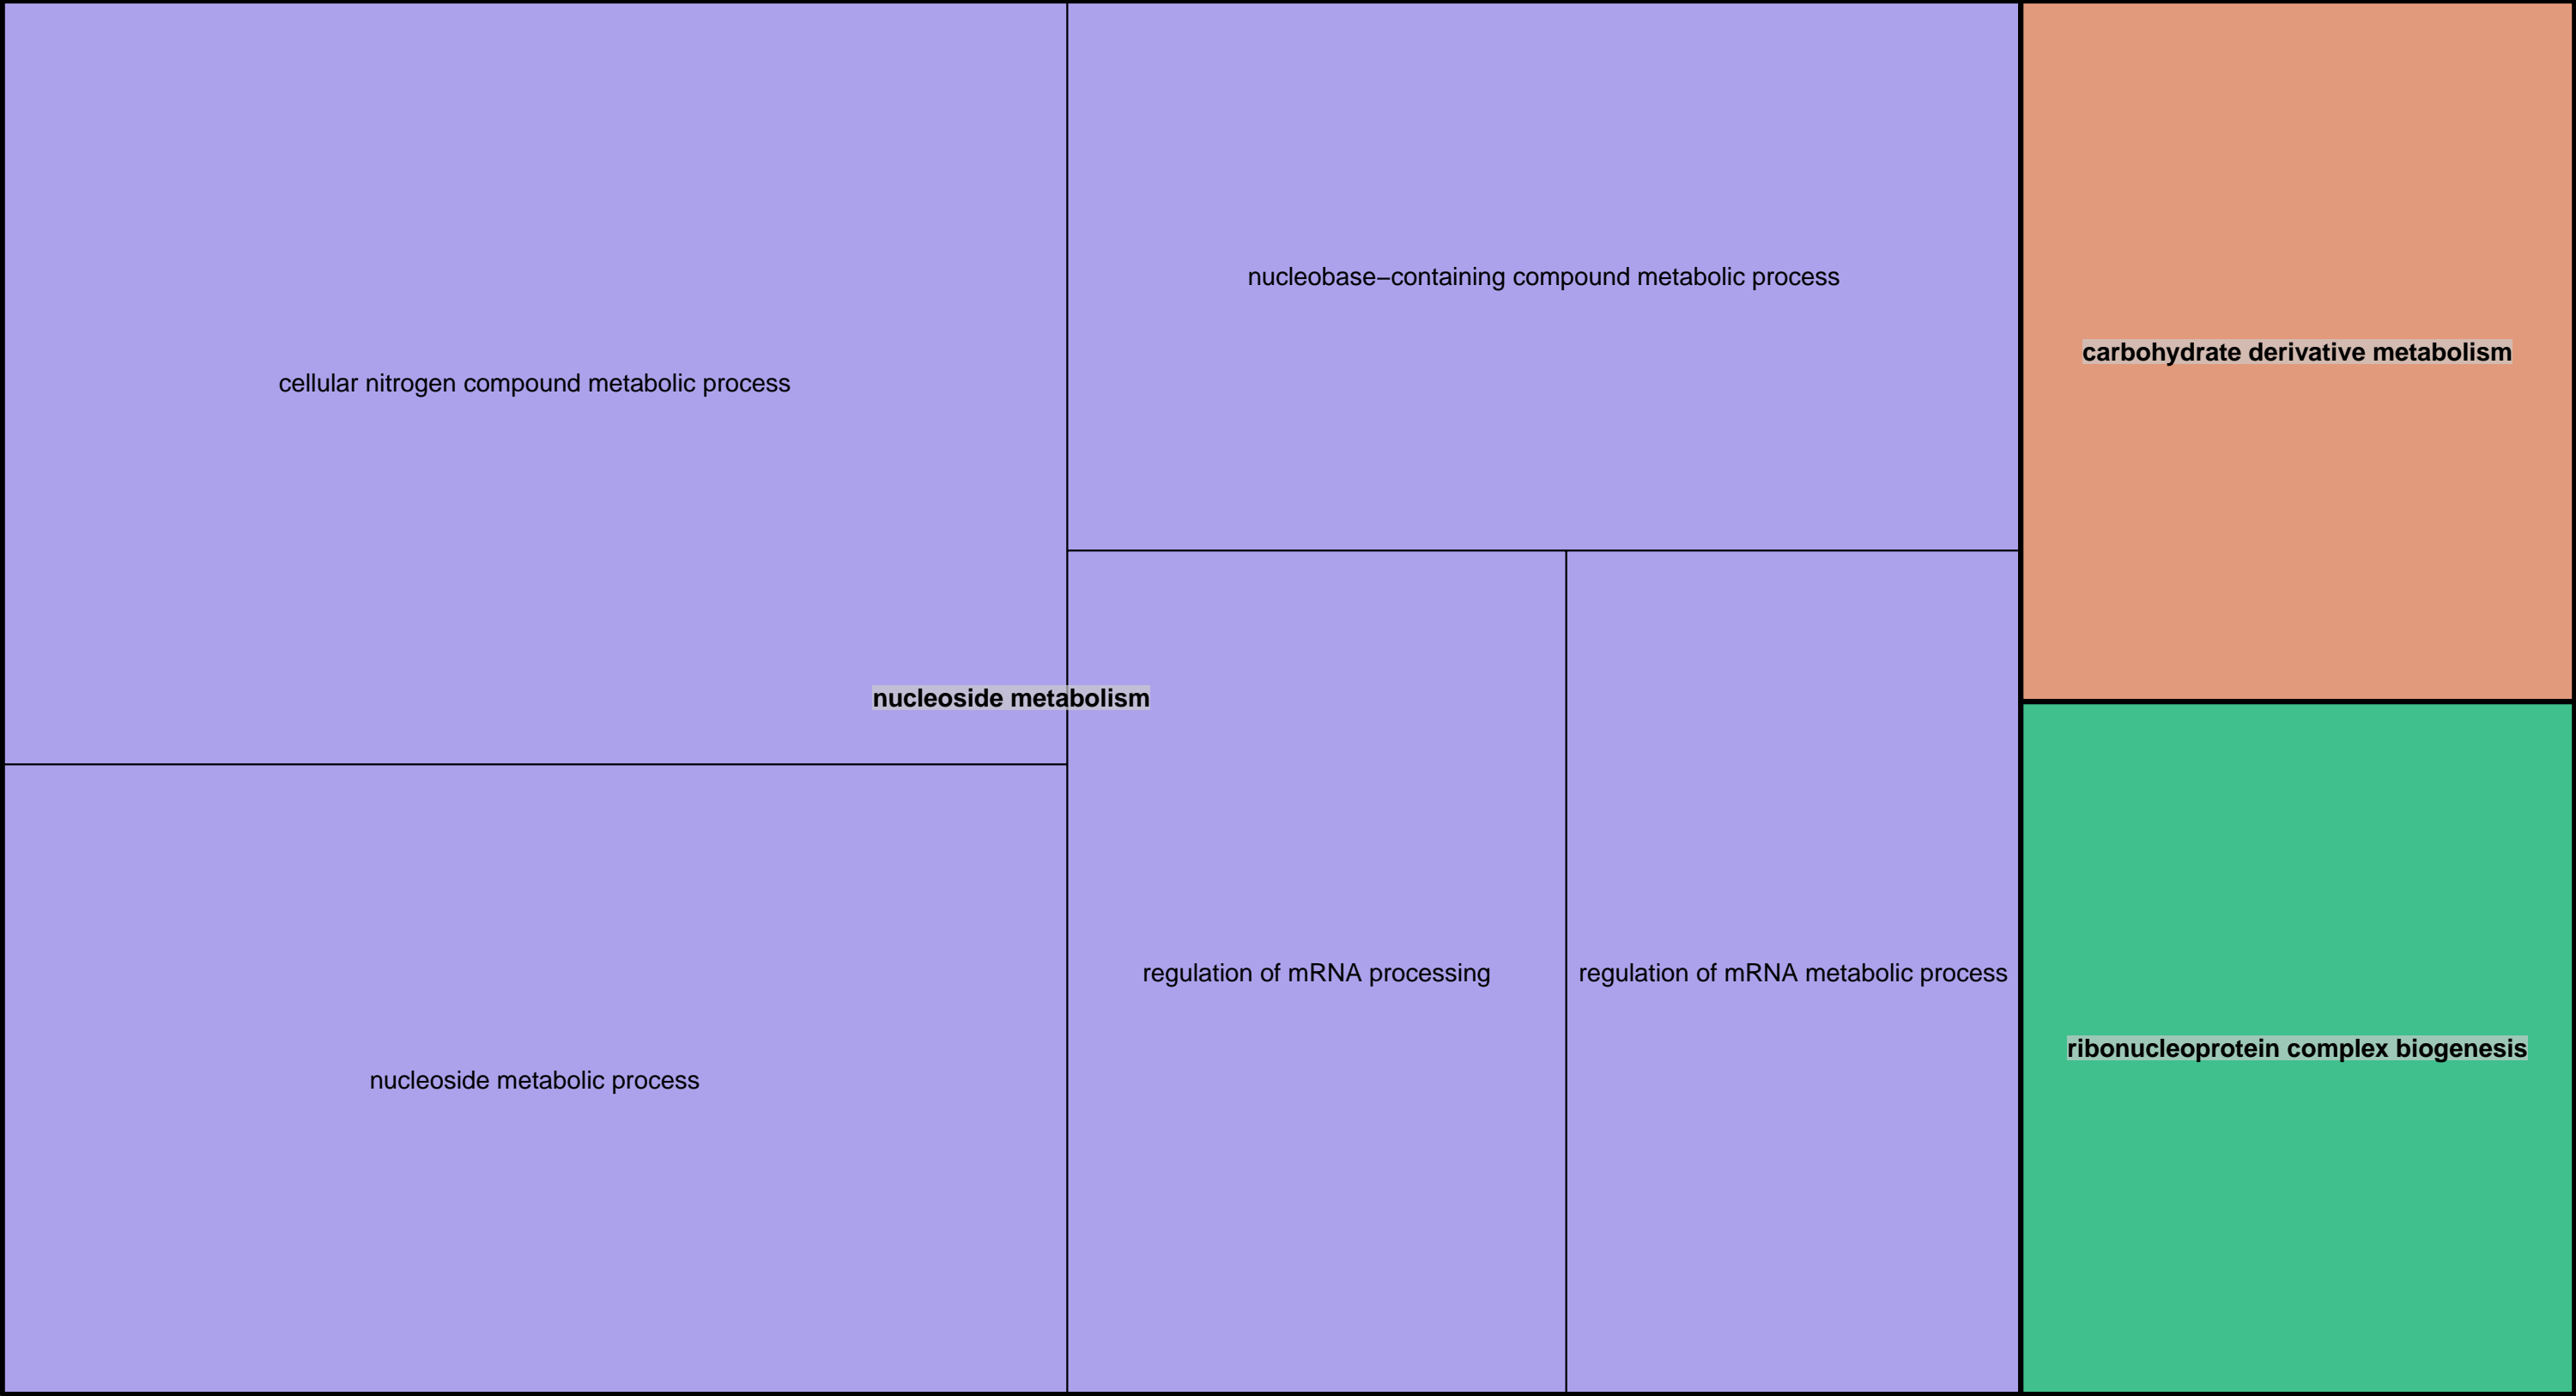 nucleobase−containing compound metabolic process
carbohydrate derivative metabolism
cellular nitrogen compound metabolic process
nucleoside metabolism
regulation of mRNA processing
regulation of mRNA metabolic process
ribonucleoprotein complex biogenesis
nucleoside metabolic process